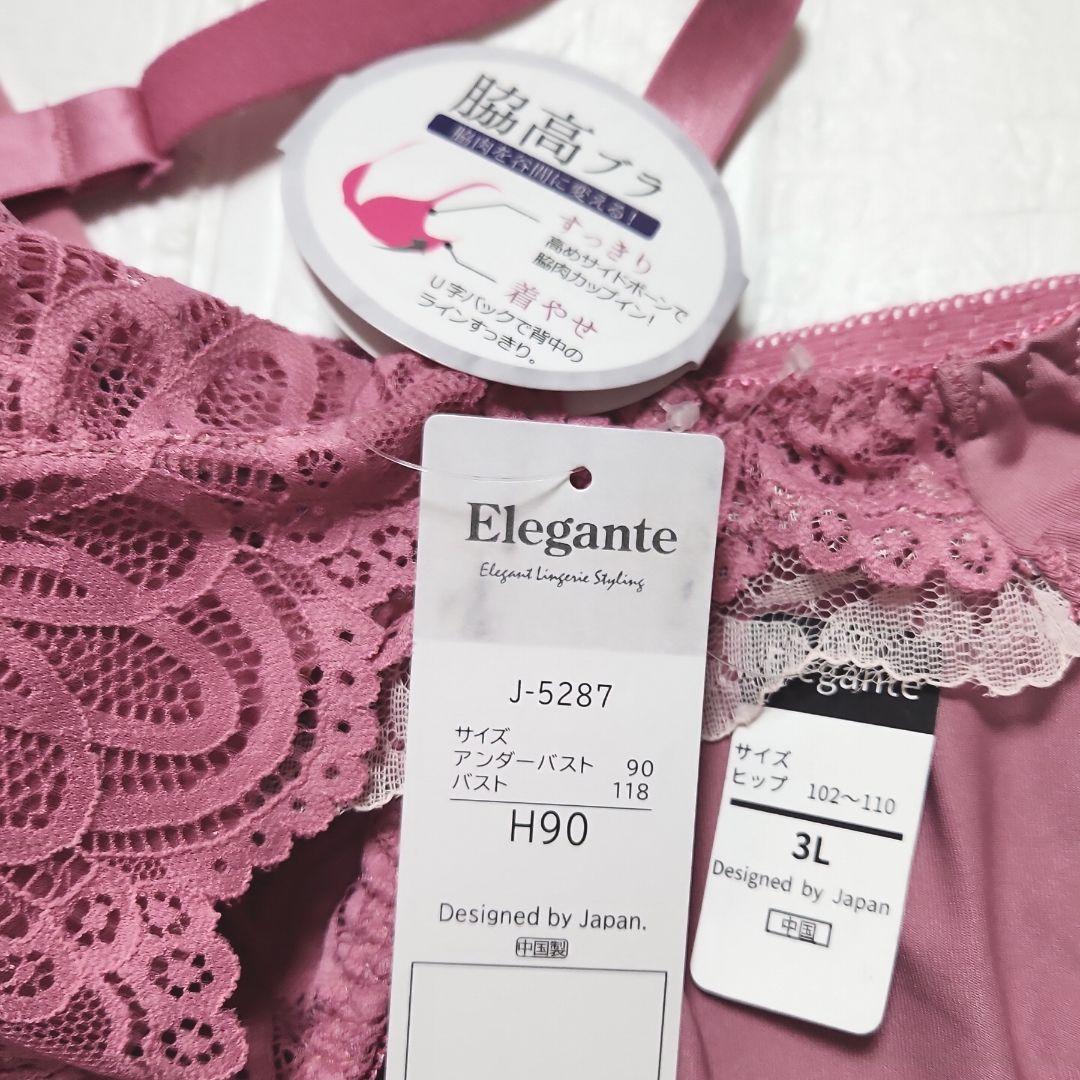 脇高ブラ
脇肉を谷間に変える!
すっきり
高めサイドボーンで
脇肉カップイン!
着やせ
U字バックで背中の
ラインすっきり。
Elegante
Elegant Lingerie Styling
J-5287
サイズ
アンダーバスト 90
バスト 118
H90
Designed by Japan.
中国製
Elegante
サイズ
ヒップ 102〜110
3L
Designed by Japan
中国